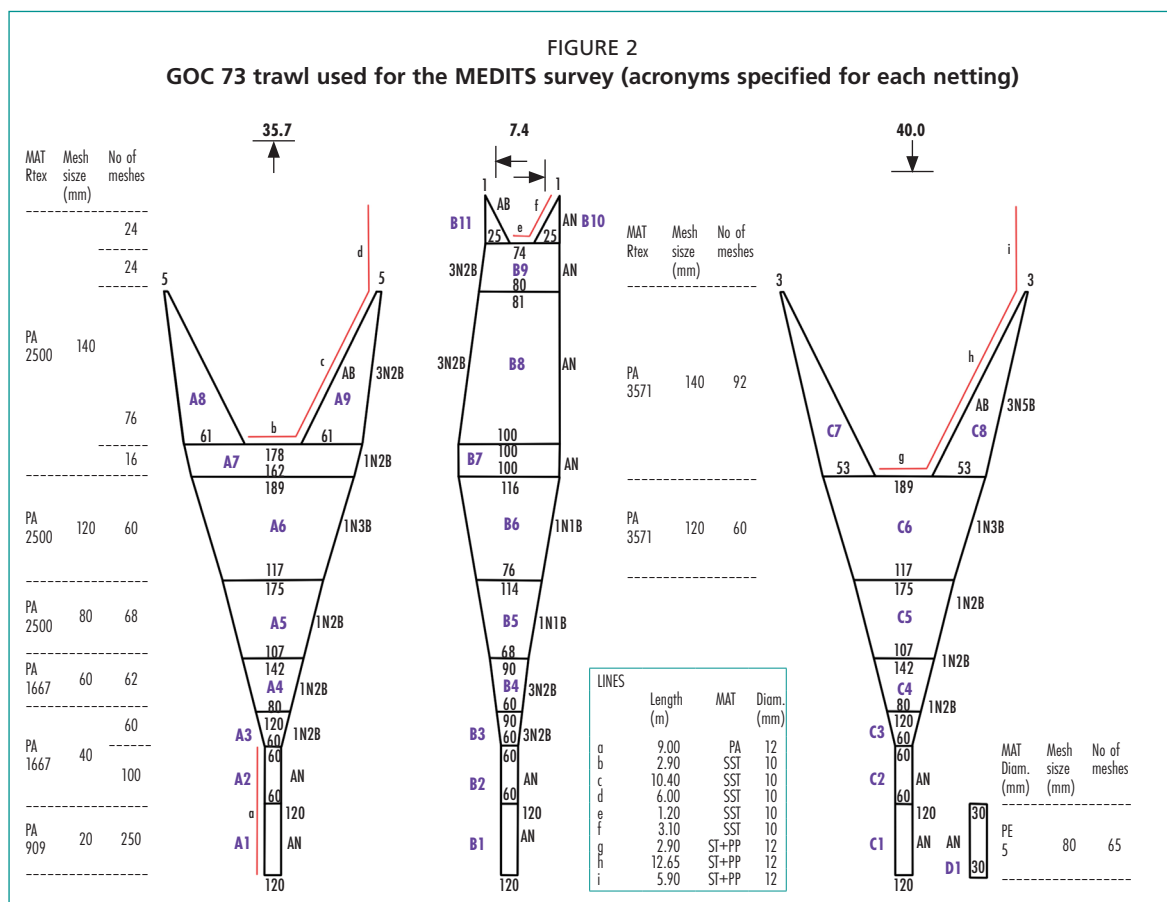 FIGURE 2
GOC 73 trawl used for the MEDITS survey (acronyms specified for each netting)
35.7
7.4
40.0
MAT Mesh No of
Rtex sisze meshes
(mm)
24
24
PA
2500 140
76
16
PA
2500 120 60
PA
2500 80 68
PA
1667 60 62
60
PA
1667 40
100
PA
909 20 250
5 5
d
c
AB 3N2B
A8 A9
b
61 61
A7 178 1N2B
162
189
A6 1N3B
117
175
A5 1N2B
107
142
A4 1N2B
80
A3 120 1N2B
60
60
A2 AN
60
a 120
A1 AN
120
1 1
AB f
B11 e AN B10
25 25
74
3N2B B9 AN
80
81
3N2B B8 AN
100
B7 100
100 AN
116
B6 1N1B
76
114
B5 1N1B
68
90
B4 3N2B
60
B3 90
60 3N2B
60
B2 AN
60
120
B1 AN
120
MAT Mesh No of
Rtex sisze meshes
(mm)
PA
3571 140 92
PA
3571 120 60
LINES
Length MAT Diam.
(m) (mm)
a 9.00 PA 12
b 2.90 SST 10
c 10.40 SST 10
d 6.00 SST 10
e 1.20 SST 10
f 3.10 SST 10
g 2.90 ST+PP 12
h 12.65 ST+PP 12
i 5.90 ST+PP 12
i
3 3
h
AB 3N5B
C7 C8
g
53 53
189
C6 1N3B
117
175 1N2B
C5
107
142 1N2B
C4
80 1N2B
C3 120
60
60
C2 AN
60
120 30
C1 AN AN
D1 30
120
MAT Mesh No of
Diam. sisze meshes
(mm) (mm)
PE
5 80 65